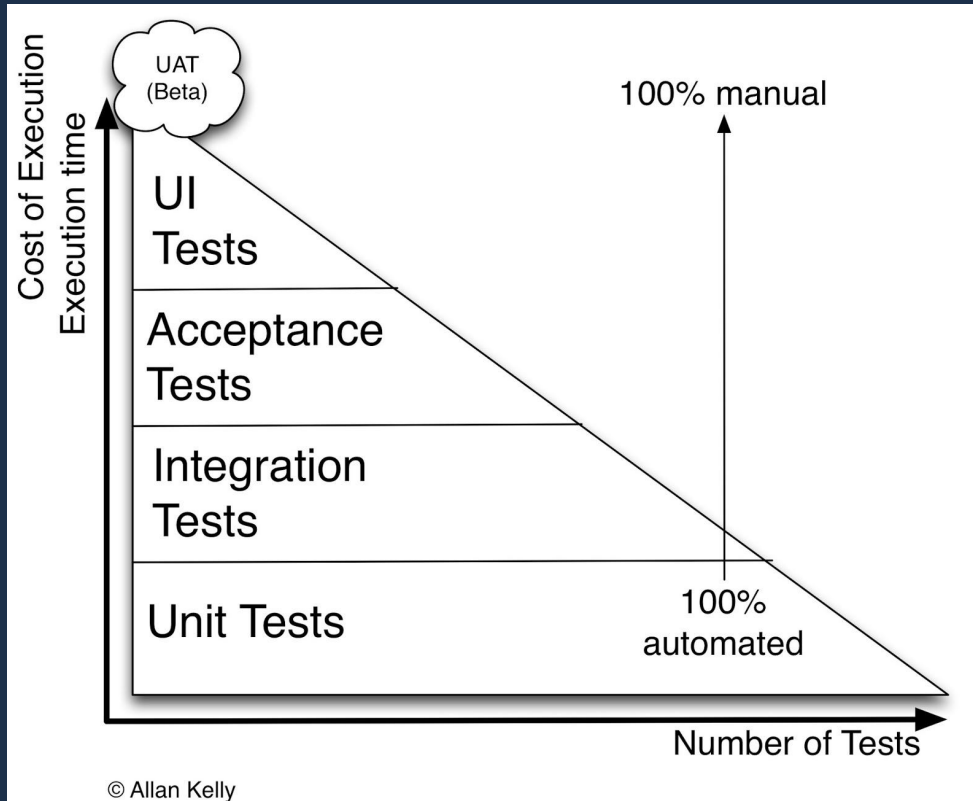 UAT
(Beta)
Cost of Execution
Execution time
100% manual
UI
Tests
Acceptance
Tests
Integration
Tests
Unit Tests
100%
automated
Number of Tests
© Allan Kelly